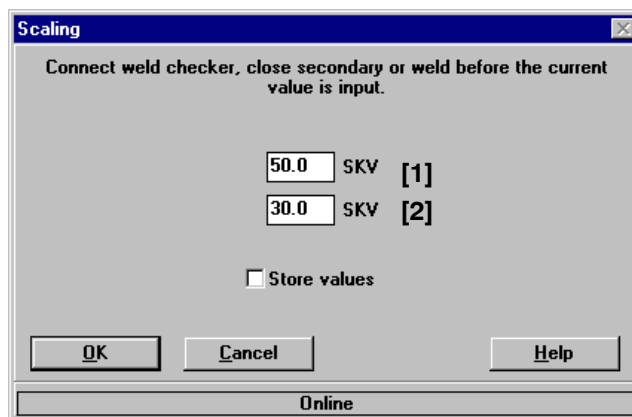 Scaling
Connect weld checker, close secondary or weld before the current
value is input.
50.0 SKV [1]
30.0 SKV [2]
Store values
OK Cancel Help
Online